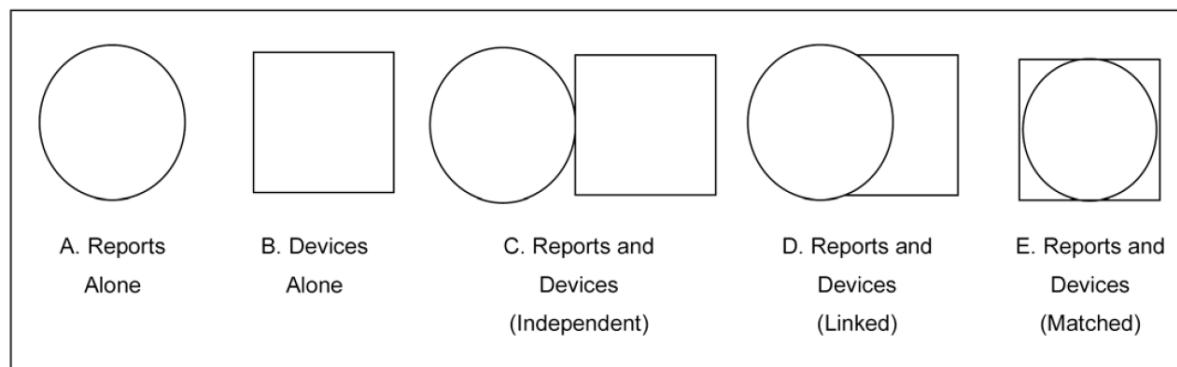 A. Reports
Alone
B. Devices
Alone
C. Reports and
Devices
(Independent)
D. Reports and
Devices
(Linked)
E. Reports and
Devices
(Matched)